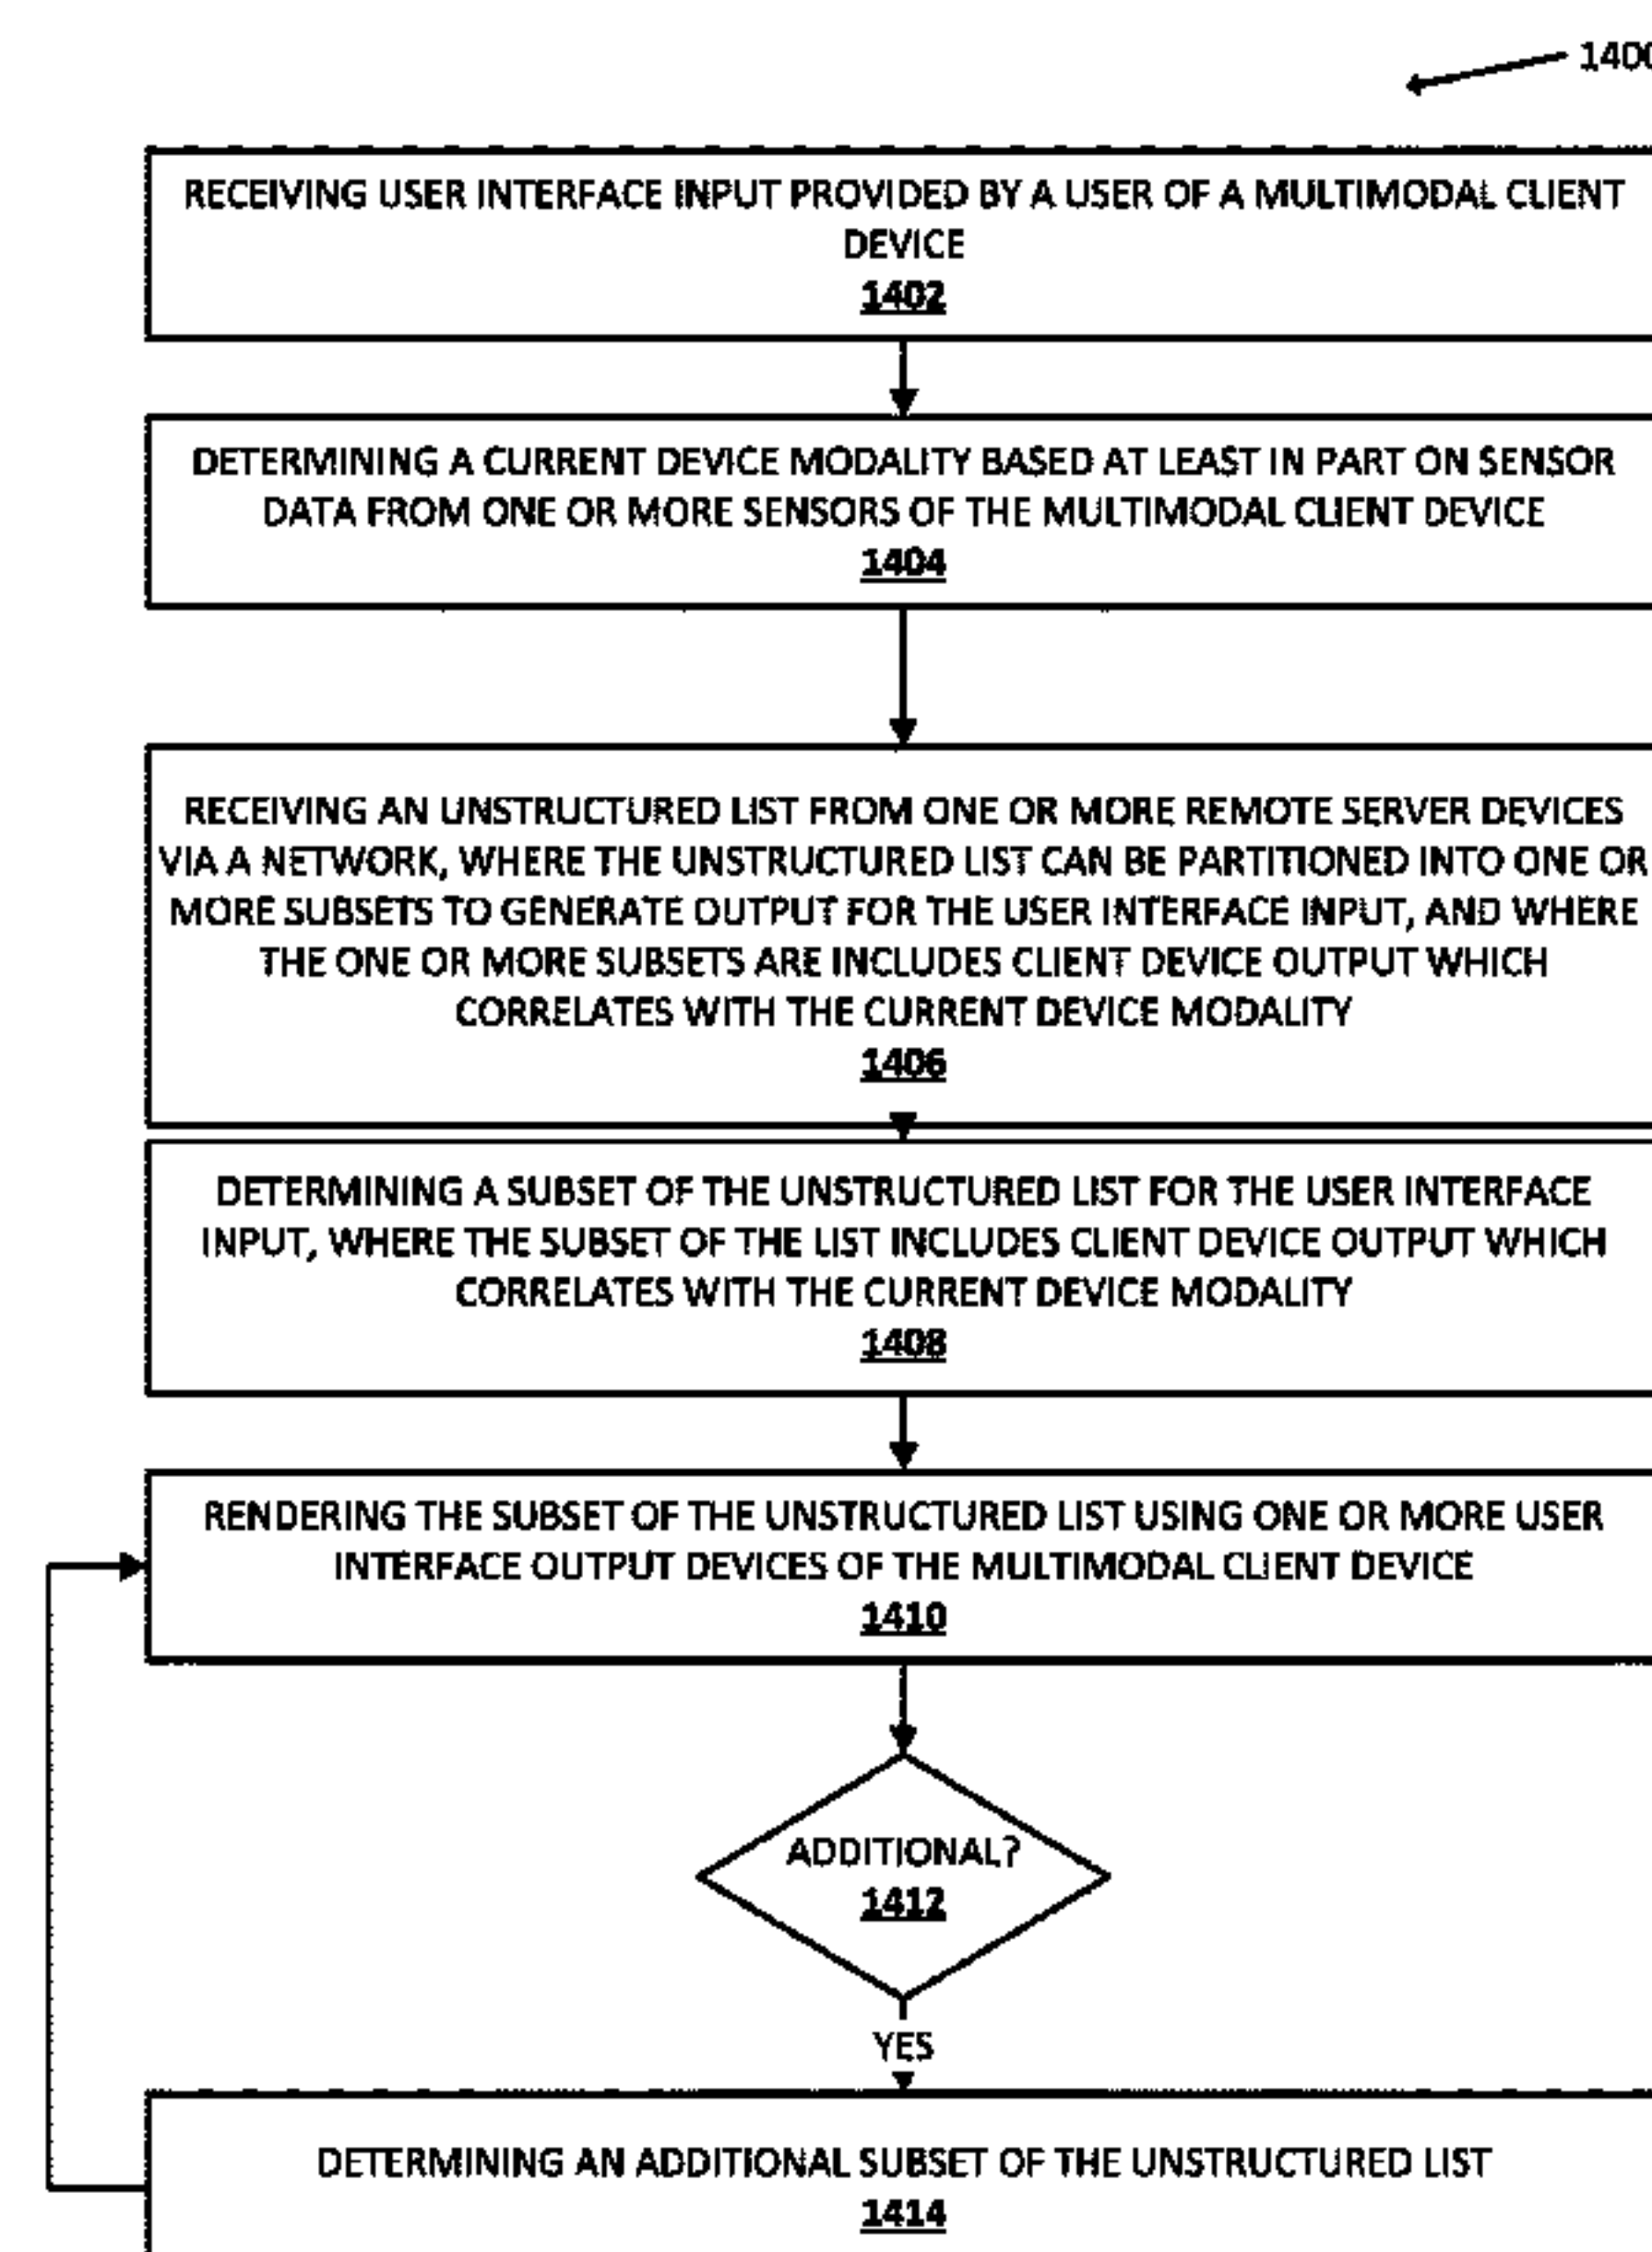 1400
RECEIVING USER INTERFACE INPUT PROVIDED BY A USER OF A MULTIMODAL CLIENT
DEVICE
1402
DETERMINING A CURRENT DEVICE MODALITY BASED AT LEAST IN PART ON SENSOR
DATA FROM ONE OR MORE SENSORS OF THE MULTIMODAL CLIENT DEVICE
1404
RECEIVING AN UNSTRUCTURED LIST FROM ONE OR MORE REMOTE SERVER DEVICES
VIA A NETWORK, WHERE THE UNSTRUCTURED LIST CAN BE PARTITIONED INTO ONE OR
MORE SUBSETS TO GENERATE OUTPUT FOR THE USER INTERFACE INPUT, AND WHERE
THE ONE OR MORE SUBSETS ARE INCLUDES CLIENT DEVICE OUTPUT WHICH
CORRELATES WITH THE CURRENT DEVICE MODALITY
1406
DETERMINING A SUBSET OF THE UNSTRUCTURED LIST FOR THE USER INTERFACE
INPUT, WHERE THE SUBSET OF THE LIST INCLUDES CLIENT DEVICE OUTPUT WHICH
CORRELATES WITH THE CURRENT DEVICE MODALITY
1408
RENDERING THE SUBSET OF THE UNSTRUCTURED LIST USING ONE OR MORE USER
INTERFACE OUTPUT DEVICES OF THE MULTIMODAL CLIENT DEVICE
1410
ADDITIONAL?
1412
YES
DETERMINING AN ADDITIONAL SUBSET OF THE UNSTRUCTURED LIST
1414